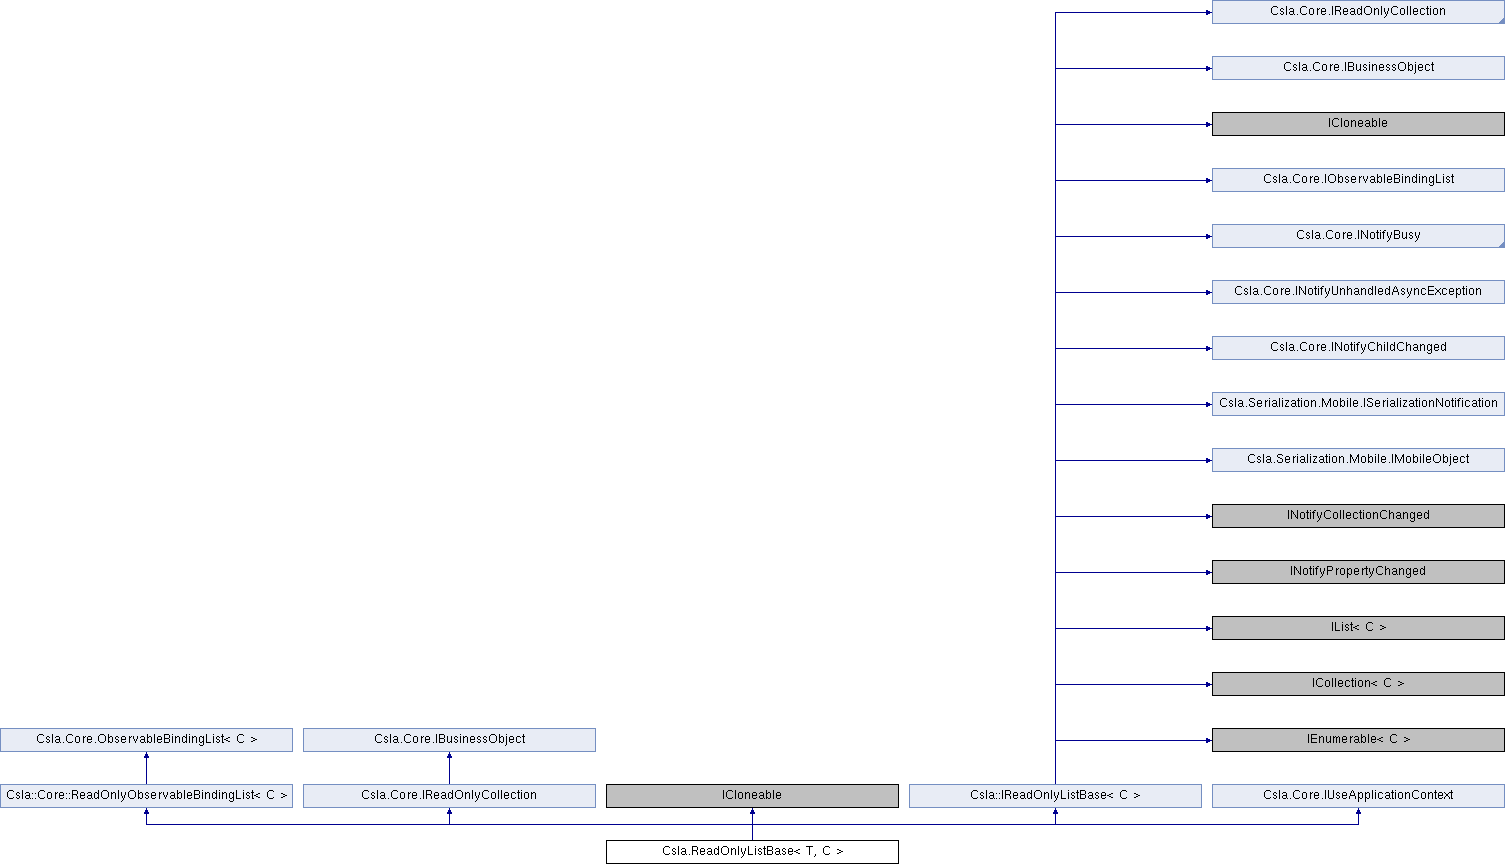 Csla.Core.IReadOnlyCollection
Csla.Core.IBusinessObject
ICloneable
Csla.Core.IObservableBindingList
Csla.Core.INotifyBusy
Csla.Core.INotifyUnhandledAsyncException
Csla.Core.INotifyChildChanged
Csla.Serialization.Mobile.ISerializationNotification
Csla.Serialization.Mobile.IMobileObject
INotifyCollectionChanged
INotifyPropertyChanged
IList< C >
ICollection< C >
Csla.Core.ObservableBindingList< C >
Csla.Core.IBusinessObject
IEnumerable< C >
Csla::Core::ReadOnlyObservableBindingList< C >
Csla.Core.IReadOnlyCollection
ICloneable
Csla::IReadOnlyListBase< C >
Csla.Core.IUseApplicationContext
Csla.ReadOnlyListBase< T, C >